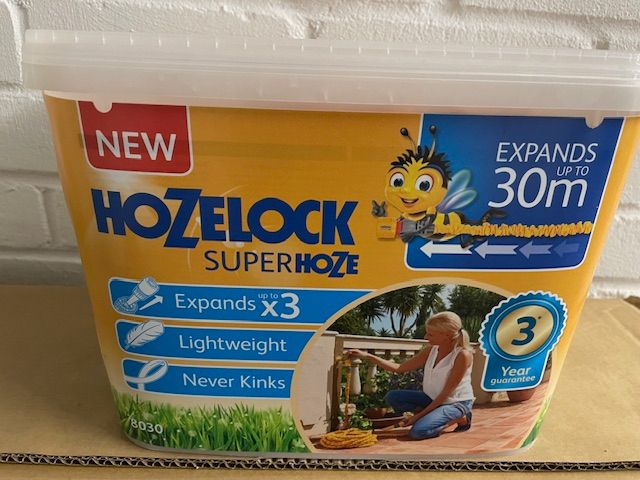 NEW
HOZELOCK
SUPERHOZE
EXPANDS
UP TO
30m
Expands up to x3
Lightweight
Never Kinks
3
Year
guarantee
8030